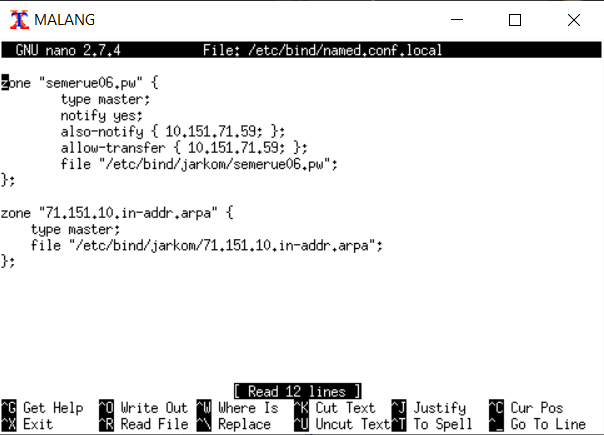 MALANG
GNU nano 2.7.4 File: /etc/bind/named.conf.local
zone "semerue06.pw" {
type master;
notify yes;
also-notify { 10.151.71.59; };
allow-transfer { 10.151.71.59; };
file "/etc/bind/jarkom/semerue06.pw";
};
zone "71.151.10.in-addr.arpa" {
type master;
file "/etc/bind/jarkom/71.151.10.in-addr.arpa";
};
[ Read 12 lines ]
^G Get Help ^O Write Out ^W Where Is ^K Cut Text ^J Justify ^C Cur Pos
^X Exit ^R Read File ^\ Replace ^U Uncut Text ^T To Spell ^_ Go To Line